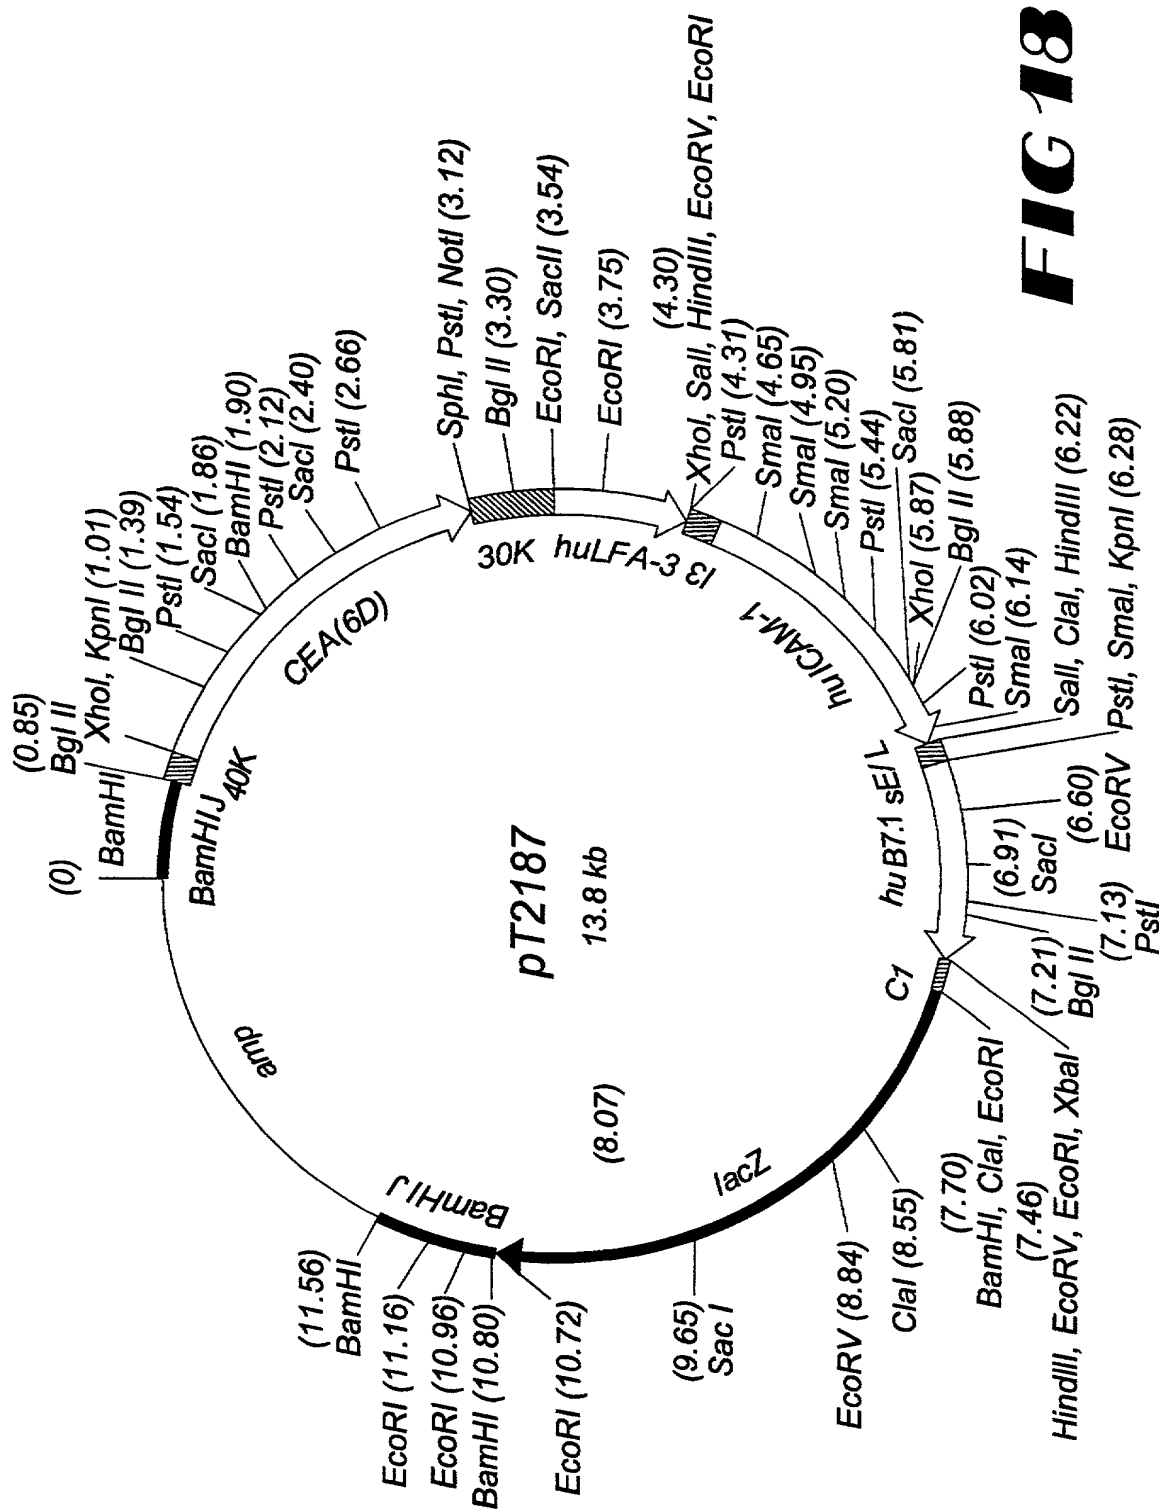 (0)
BamHI
(0.85)
Bgl II
XhoI, KpnI (1.01)
Bgl II (1.39)
PstI (1.54)
SacI (1.86)
BamHI (1.90)
PstI (2.12)
SacI (2.40)
PstI (2.66)
SphI, PstI, NotI (3.12)
Bgl II (3.30)
EcoRI, SacII (3.54)
EcoRI (3.75)
(4.30)
XhoI, SalI, HindIII, EcoRV, EcoRI
PstI (4.31)
SmaI (4.65)
SmaI (4.95)
SmaI (5.20)
PstI (5.44)
SacI (5.81)
XhoI (5.87)
Bgl II (5.88)
PstI (6.02)
SmaI (6.14)
SalI, ClaI, HindIII (6.22)
PstI, SmaI, KpnI (6.28)
(6.60)
EcoRV
(6.91)
SacI
(7.13)
PstI
(7.21)
Bgl II
(7.46)
HindIII, EcoRV, EcoRI, XbaI
(7.70)
BamHI, ClaI, EcoRI
ClaI (8.55)
EcoRV (8.84)
(9.65)
Sac I
EcoRI (10.72)
BamHI (10.80)
EcoRI (10.96)
EcoRI (11.16)
(11.56)
BamHI
BamHI J
40K
CEA(6D)
30K
huLFA-3
I3
huICAM-1
sE/L
huB7.1
C1
lacZ
(8.07)
BamHI J
amp
pT2187
13.8 kb
FIG 18